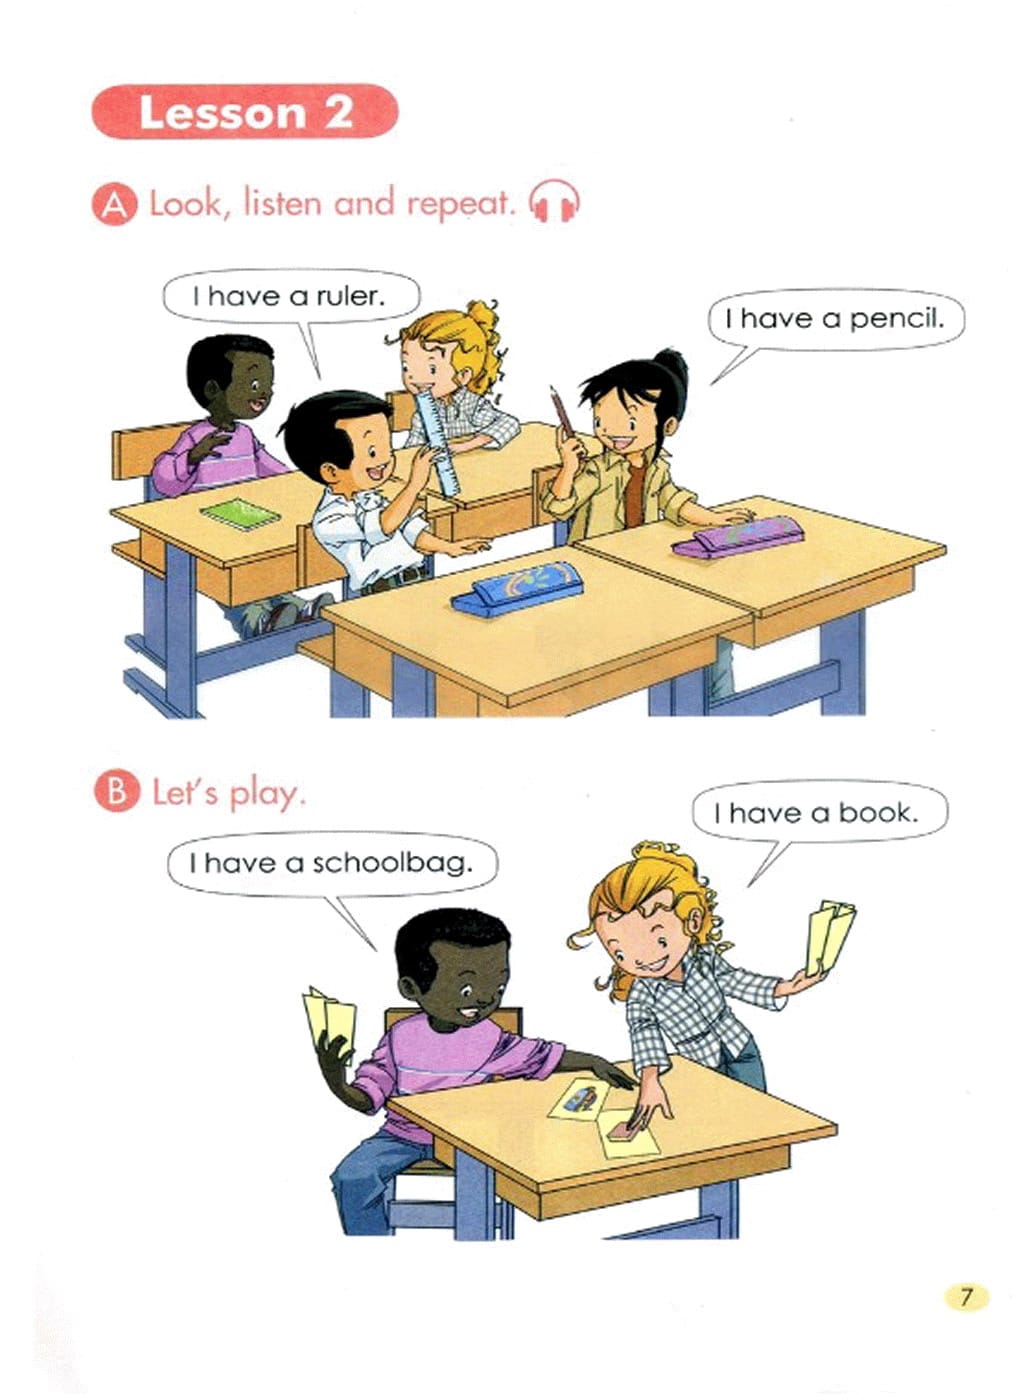 Lesson 2
A Look, listen and repeat.
I have a ruler.
I have a pencil.
B Let's play.
I have a book.
I have a schoolbag.
7